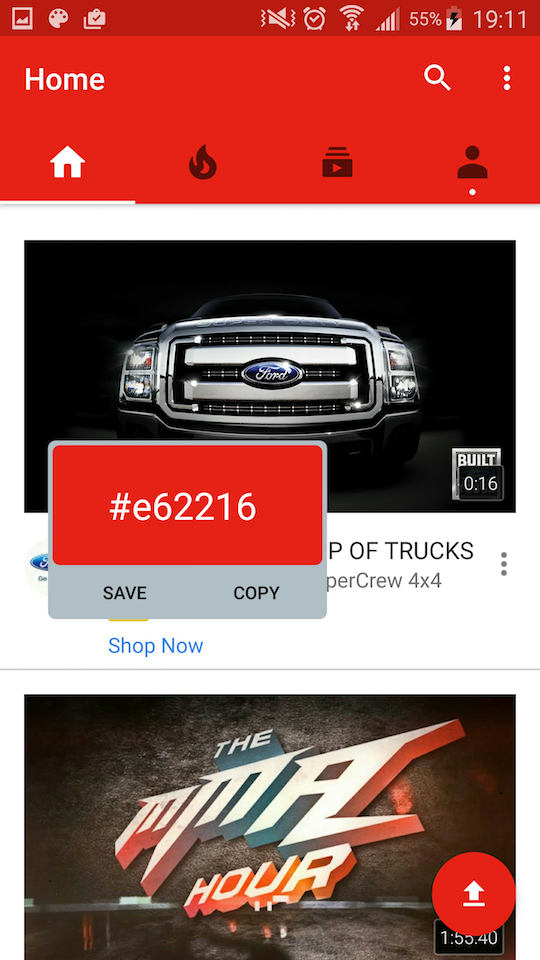 55% 19:11
Home
Ford
BUILT
0:16
#e62216
P OF TRUCKS
perCrew 4x4
SAVE COPY
Shop Now
THE
MMA
HOUR
1:55:40